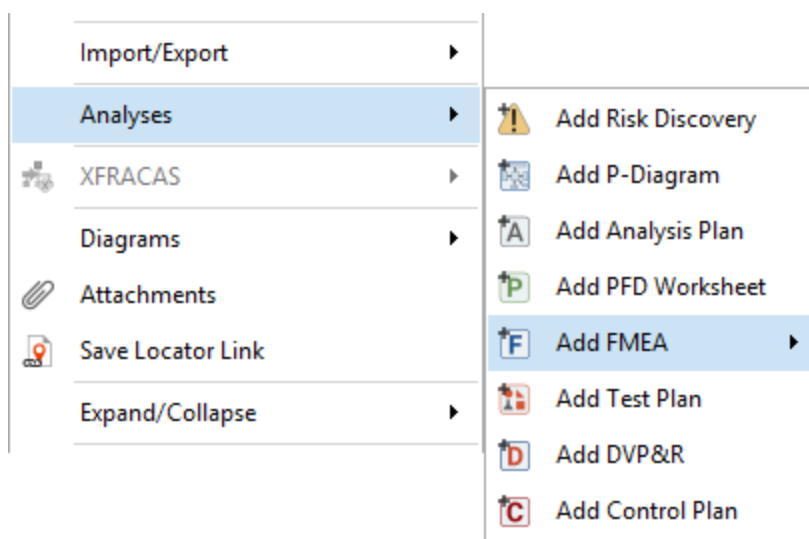 Import/Export
Analyses
XFRACAS
Diagrams
Attachments
Save Locator Link
Expand/Collapse
Add Risk Discovery
Add P-Diagram
A Add Analysis Plan
P Add PFD Worksheet
F Add FMEA
Add Test Plan
D Add DVP&R
C Add Control Plan